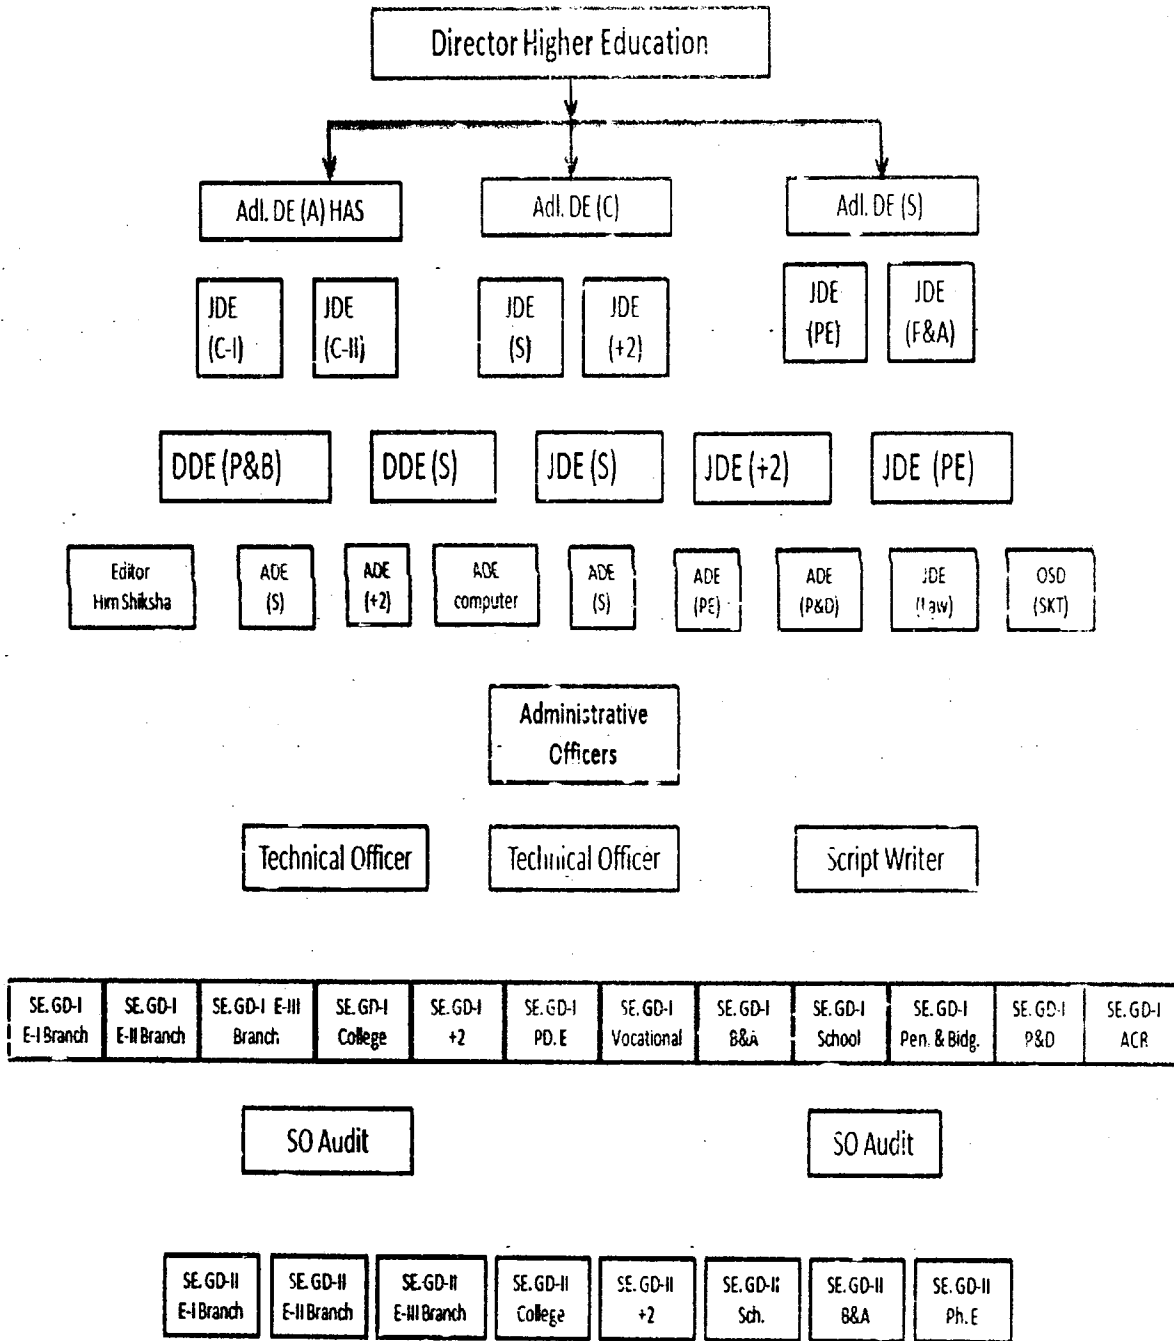 Director Higher Education
Adl. DE (A) HAS
Adl. DE (C)
Adl. DE (S)
JDE
(C-I)
JDE
(C-II)
JDE
(S)
JDE
(+2)
JDE
(PE)
JDE
(F&A)
DDE (P&B)
DDE (S)
JDE (S)
JDE (+2)
JDE (PE)
Editor
Him Shiksha
ADE
(S)
ADE
(+2)
ADE
computer
ADE
(S)
ADE
(PE)
ADE
(P&D)
JDE
(Law)
OSD
(SKT)
Administrative
Officers
Technical Officer
Technical Officer
Script Writer
SE. GD-I
E-I Branch
SE. GD-I
E-II Branch
SE. GD-I E-III
Branch
SE. GD-I
College
SE. GD-I
+2
SE. GD-I
PD. E
SE. GD-I
Vocational
SE. GD-I
B&A
SE. GD-I
School
SE. GD-I
Pen. & Bidg.
SE. GD-I
P&D
SE. GD-I
ACR
SO Audit
SO Audit
SE. GD-II
E-I Branch
SE. GD-II
E-II Branch
SE. GD-II
E-III Branch
SE. GD-II
College
SE. GD-II
+2
SE. GD-II
Sch.
SE. GD-II
B&A
SE. GD-II
Ph. E